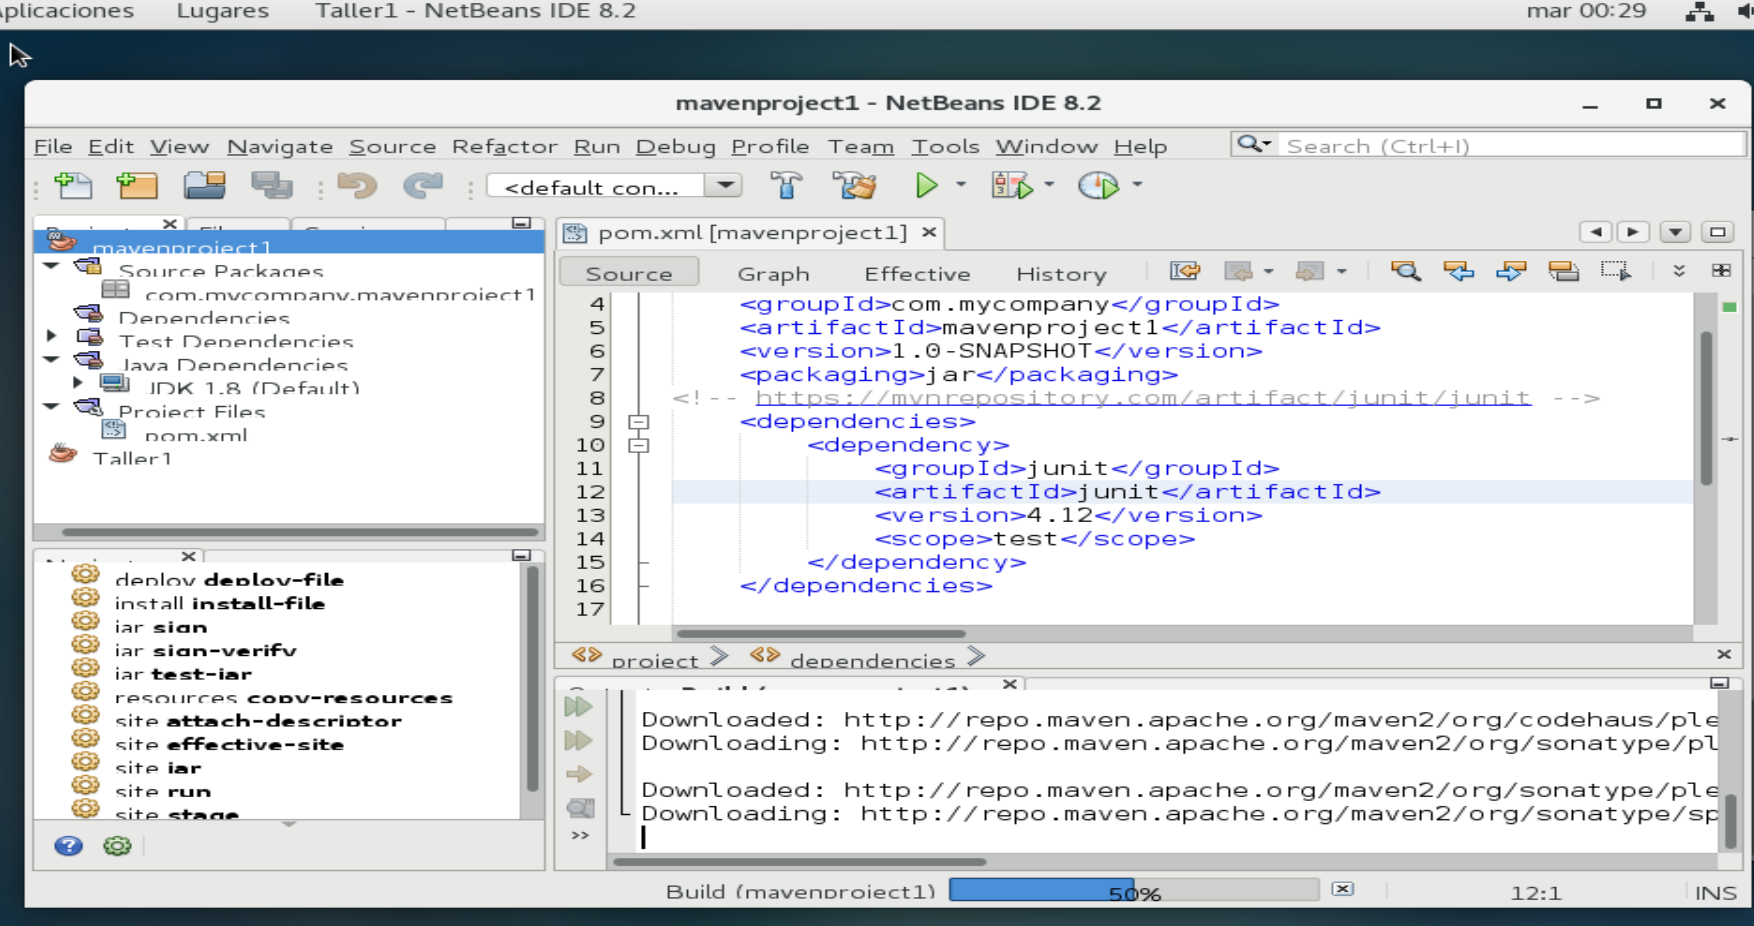 plicaciones Lugares Taller1 - NetBeans IDE 8.2 mar 00:29
mavenproject1 - NetBeans IDE 8.2
File Edit View Navigate Source Refactor Run Debug Profile Team Tools Window Help Search (Ctrl+I)
<default con...
pom.xml [mavenproject1]
Source Graph Effective History
mavenproject1
Source Packages
com.mycompany.mavenproject1
Dependencies
Test Dependencies
Java Dependencies
JDK 1.8 (Default)
Project Files
pom.xml
Taller1
4 <groupId>com.mycompany</groupId>
5 <artifactId>mavenproject1</artifactId>
6 <version>1.0-SNAPSHOT</version>
7 <packaging>jar</packaging>
8 <!-- https://mvnrepository.com/artifact/junit/junit -->
9 <dependencies>
10 <dependency>
11 <groupId>junit</groupId>
12 <artifactId>junit</artifactId>
13 <version>4.12</version>
14 <scope>test</scope>
15 </dependency>
16 </dependencies>
17
project dependencies
deploy deploy-file
install install-file
jar sign
jar sign-verify
jar test-jar
resources copy-resources
site attach-descriptor
site effective-site
site jar
site run
site stage
Downloaded: http://repo.maven.apache.org/maven2/org/codehaus/ple
Downloading: http://repo.maven.apache.org/maven2/org/sonatype/pl
Downloaded: http://repo.maven.apache.org/maven2/org/sonatype/ple
Downloading: http://repo.maven.apache.org/maven2/org/sonatype/sp
Build (mavenproject1) 50% 12:1 INS